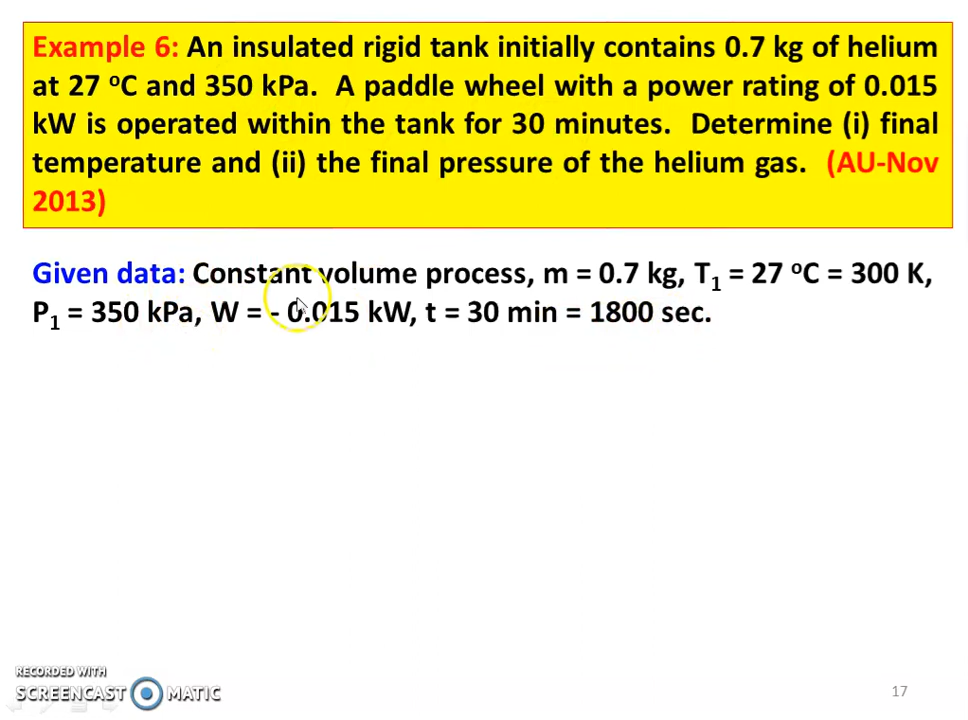 Example 6: An insulated rigid tank initially contains 0.7 kg of helium
at 27 °C and 350 kPa. A paddle wheel with a power rating of 0.015
kW is operated within the tank for 30 minutes. Determine (i) final
temperature and (ii) the final pressure of the helium gas. (AU-Nov
2013)
Given data: Constant volume process, m = 0.7 kg, T₁ = 27 °C = 300 K,
P₁ = 350 kPa, W = - 0.015 kW, t = 30 min = 1800 sec.
RECORDED WITH
SCREENCAST MATIC
17